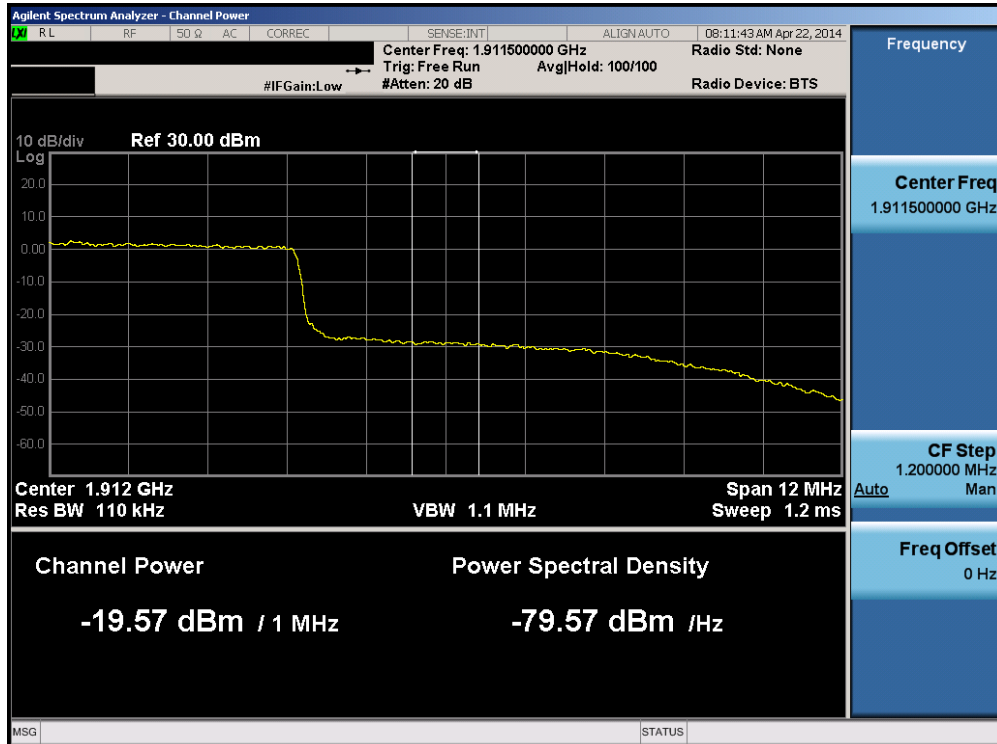 Agilent Spectrum Analyzer - Channel Power
LXI RL RF 50 Ω AC CORREC SENSE:INT ALIGN AUTO 08:11:43 AM Apr 22, 2014
Center Freq: 1.911500000 GHz Radio Std: None
Trig: Free Run Avg|Hold: 100/100
#IFGain:Low #Atten: 20 dB Radio Device: BTS
10 dB/div Ref 30.00 dBm
Log
20.0
10.0
0.00
-10.0
-20.0
-30.0
-40.0
-50.0
-60.0
Center 1.912 GHz Span 12 MHz
Res BW 110 kHz VBW 1.1 MHz Sweep 1.2 ms
Channel Power Power Spectral Density
-19.57 dBm / 1 MHz -79.57 dBm /Hz
MSG STATUS
Frequency
Center Freq
1.911500000 GHz
CF Step
1.200000 MHz
Auto Man
Freq Offset
0 Hz